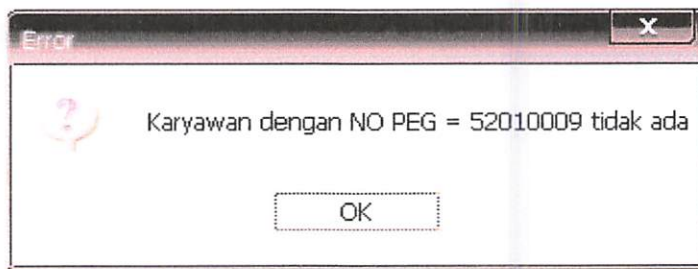 Error
X
Karyawan dengan NO PEG = 52010009 tidak ada
OK